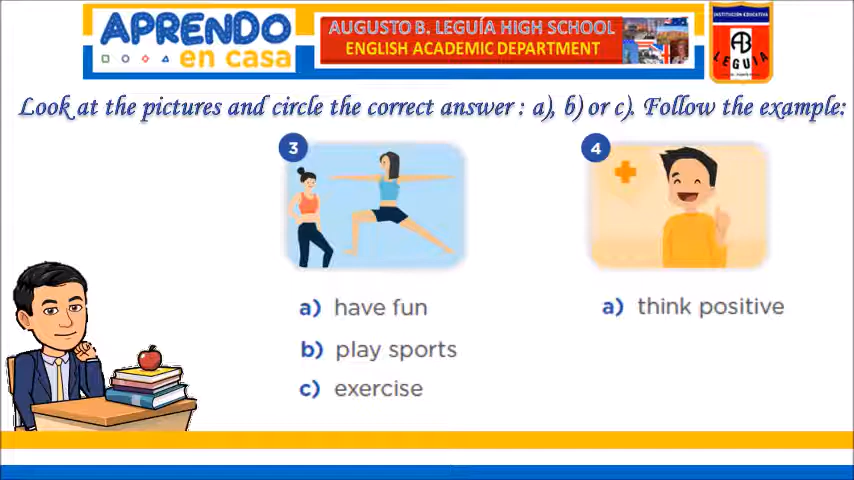 APRENDO
en casa
AUGUSTO B. LEGUÍA HIGH SCHOOL
ENGLISH ACADEMIC DEPARTMENT
INSTITUCIÓN EDUCATIVA
AB
LEGUIA
Look at the pictures and circle the correct answer : a), b) or c). Follow the example:
3
4
a) have fun
b) play sports
c) exercise
a) think positive